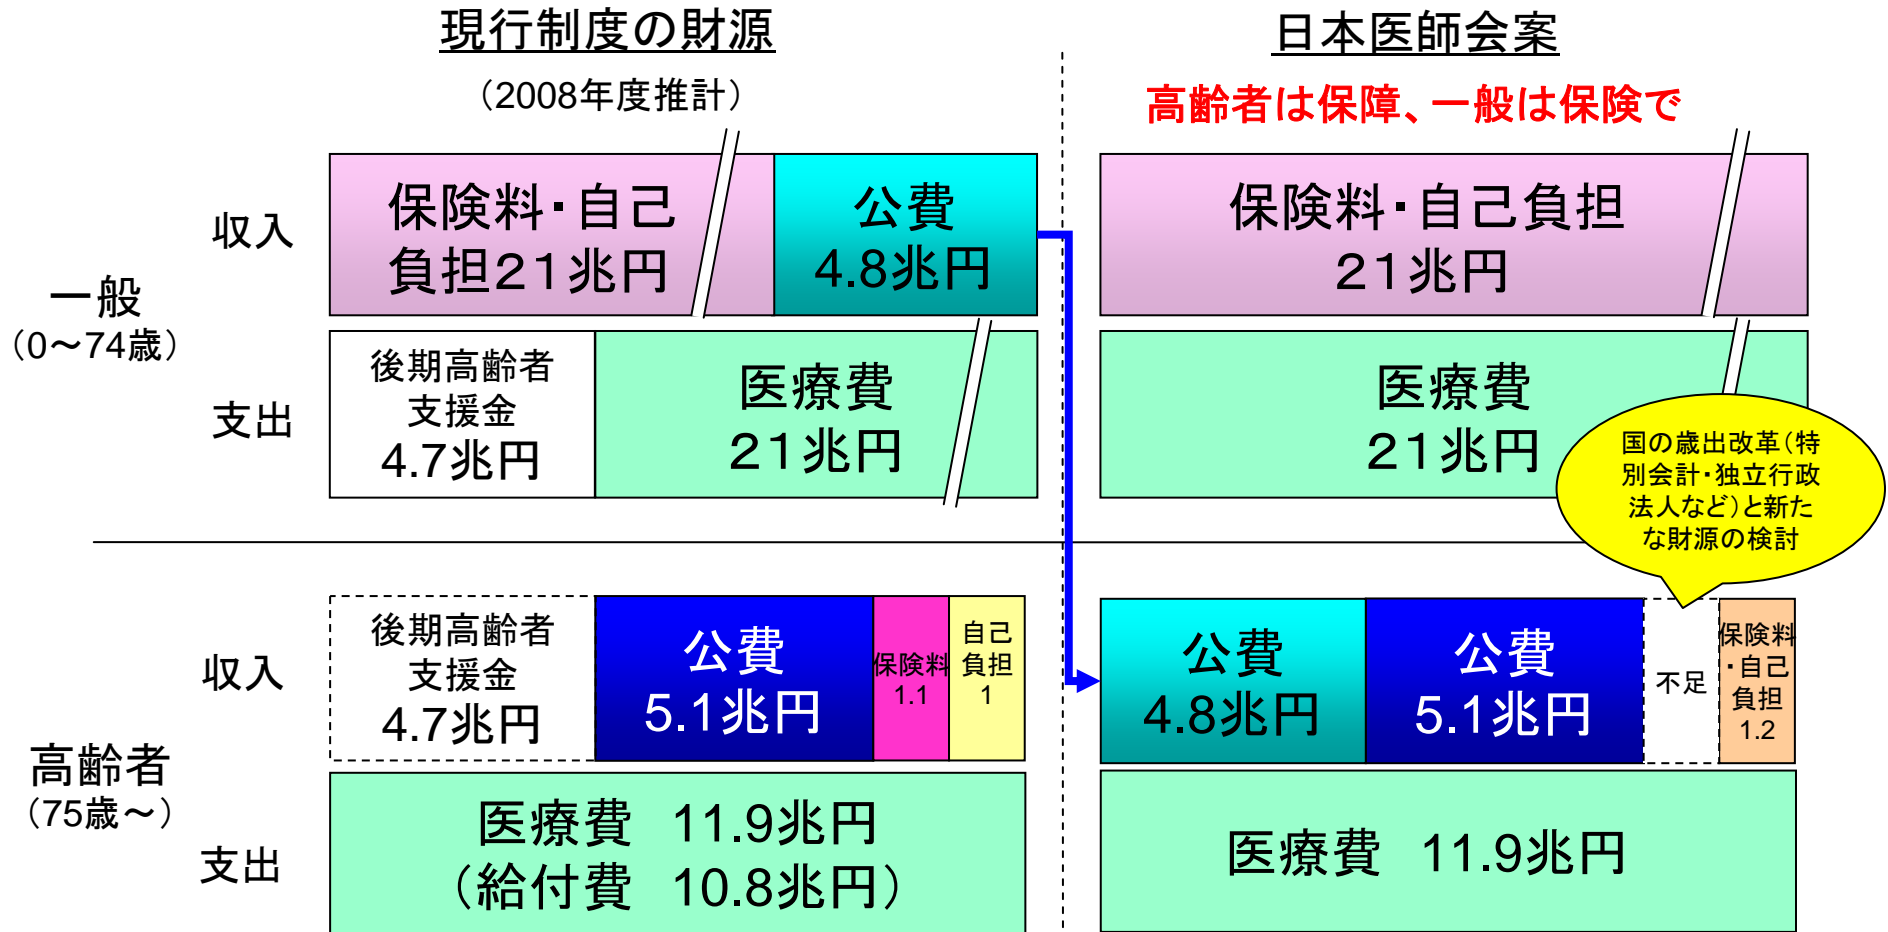 現行制度の財源
（2008年度推計）
日本医師会案
高齢者は保障、一般は保険で
一般
（0～74歳）
収入
保険料・自己
負担２１兆円
公費
4.8兆円
支出
後期高齢者
支援金
4.7兆円
医療費
２１兆円
保険料・自己負担
２１兆円
医療費
２１兆円
国の歳出改革（特
別会計・独立行政
法人など）と新た
な財源の検討
高齢者
（75歳～）
収入
後期高齢者
支援金
4.7兆円
公費
5.1兆円
保険料
1.1
自己
負担
1
支出
医療費　11.9兆円
（給付費　10.8兆円）
公費
4.8兆円
公費
5.1兆円
不足
保険料
・自己
負担
1.2
医療費　11.9兆円